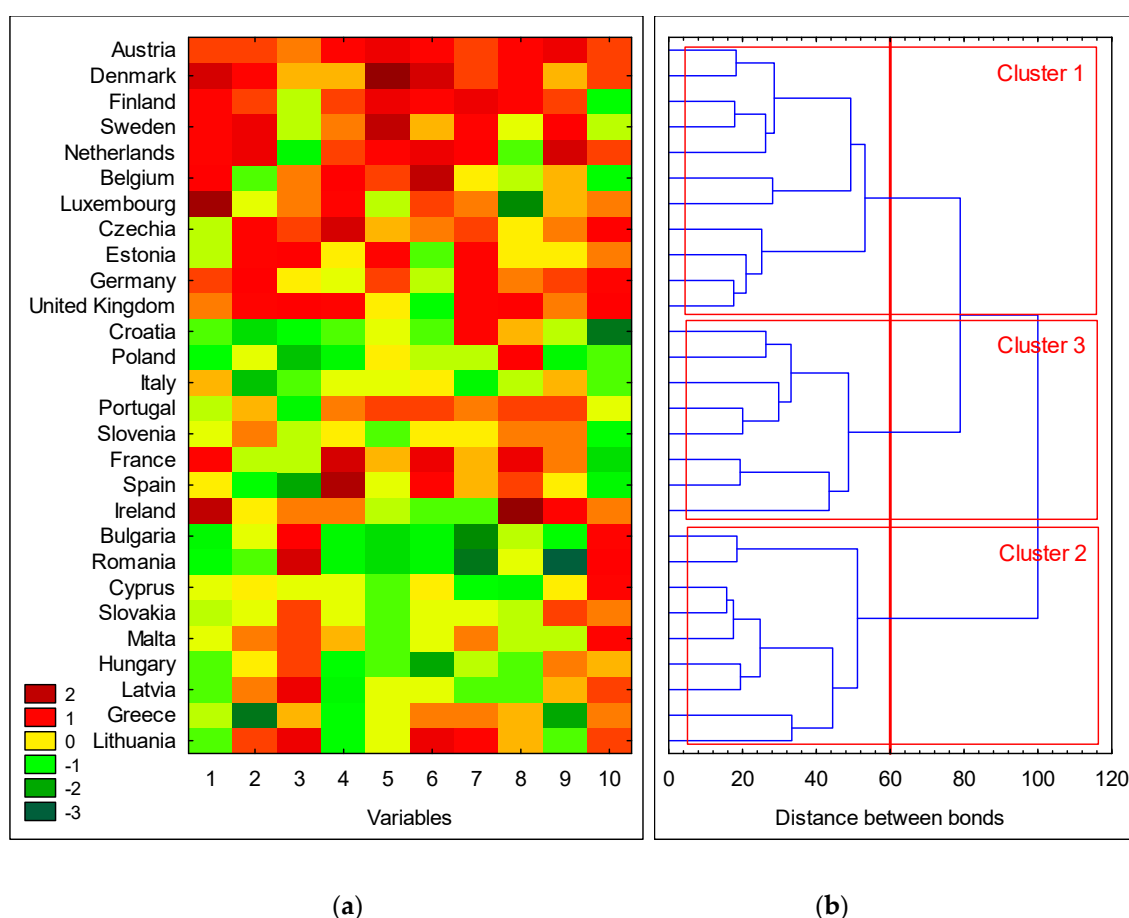 Austria
Denmark
Finland
Sweden
Netherlands
Belgium
Luxembourg
Czechia
Estonia
Germany
United Kingdom
Croatia
Poland
Italy
Portugal
Slovenia
France
Spain
Ireland
Bulgaria
Romania
Cyprus
Slovakia
Malta
Hungary
Latvia
Greece
Lithuania
2
1
0
-1
-2
-3
1 2 3 4 5 6 7 8 9 10
Variables
Cluster 1
Cluster 3
Cluster 2
0 20 40 60 80 100 120
Distance between bonds
(a) (b)